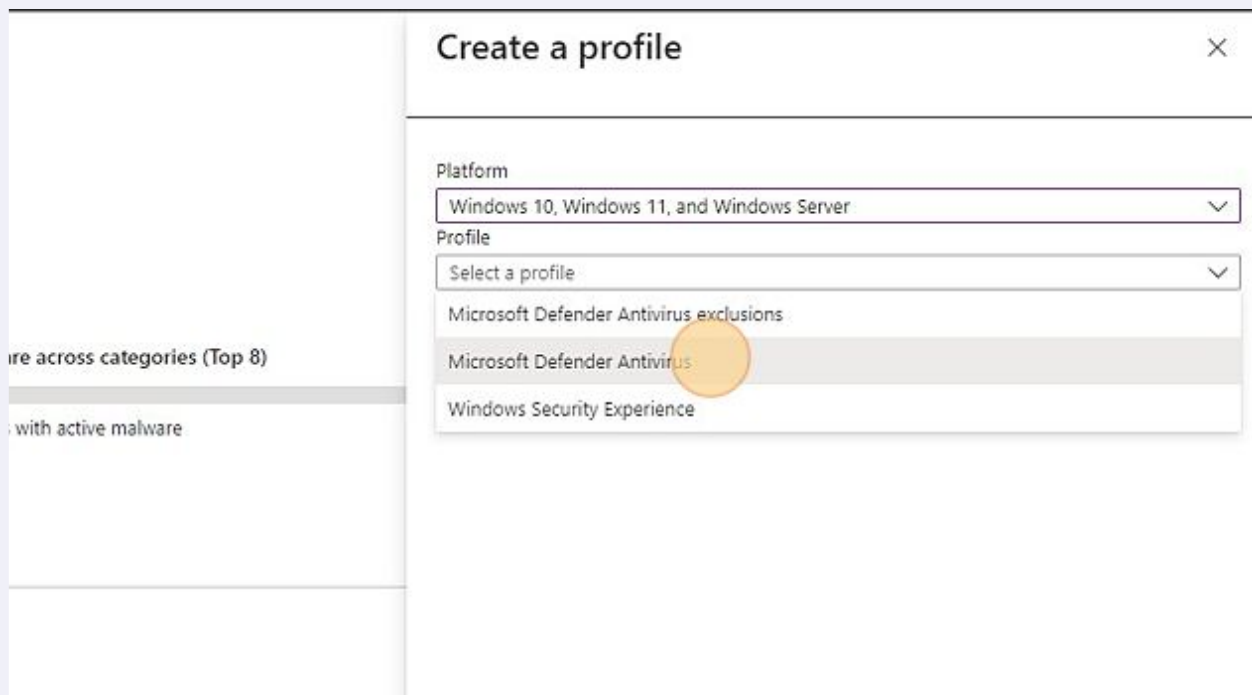 Create a profile
Platform
Windows 10, Windows 11, and Windows Server
Profile
Select a profile
Microsoft Defender Antivirus exclusions
Microsoft Defender Antivirus
Windows Security Experience
across categories (Top 8)
with active malware